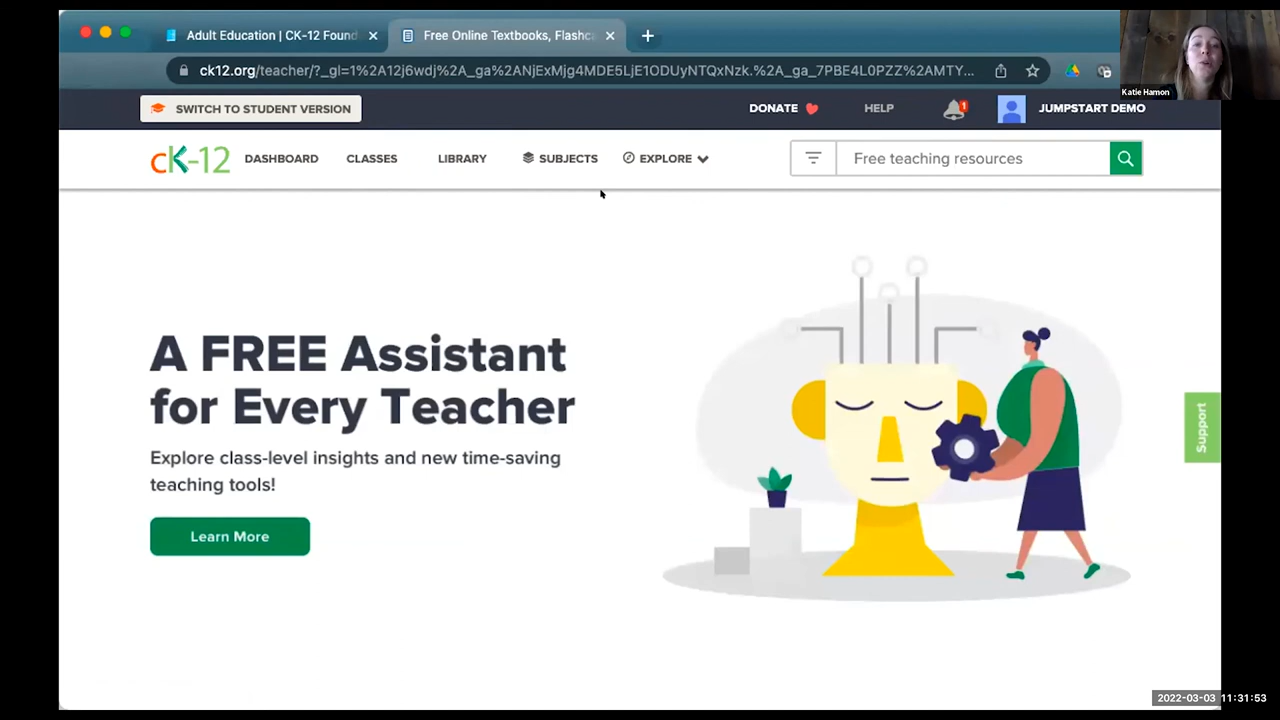 Adult Education | CK-12 Found
Free Online Textbooks, Flashca
ck12.org/teacher/?_gl=1%2A12j6wdj%2A_ga%2ANjExMjg4MDE5LjE1ODUyNTQxNzk.%2A_ga_7PBE4L0PZZ%2AMTY...
Katie Hamon
SWITCH TO STUDENT VERSION
DONATE
HELP
1
JUMPSTART DEMO
cK-12
DASHBOARD
CLASSES
LIBRARY
SUBJECTS
EXPLORE
Free teaching resources
A FREE Assistant
for Every Teacher
Explore class-level insights and new time-saving
teaching tools!
Learn More
Support
2022-03-03 11:31:53